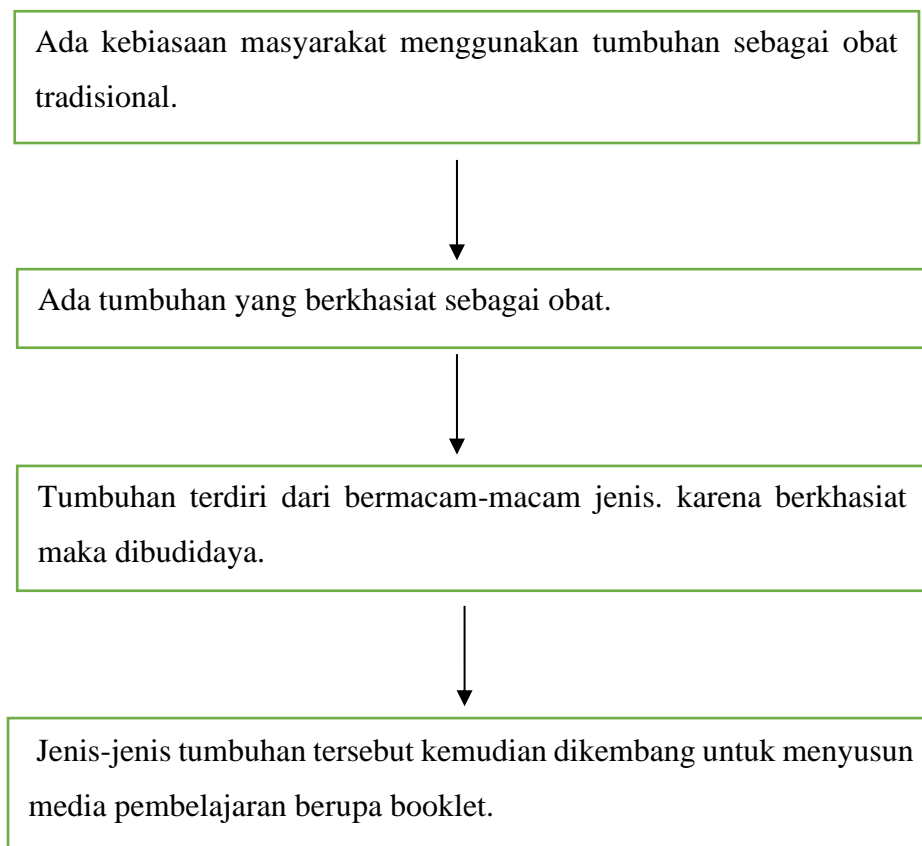 Ada kebiasaan masyarakat menggunakan tumbuhan sebagai obat
tradisional.
Ada tumbuhan yang berkhasiat sebagai obat.
Tumbuhan terdiri dari bermacam-macam jenis. karena berkhasiat
maka dibudidaya.
Jenis-jenis tumbuhan tersebut kemudian dikembang untuk menyusun
media pembelajaran berupa booklet.